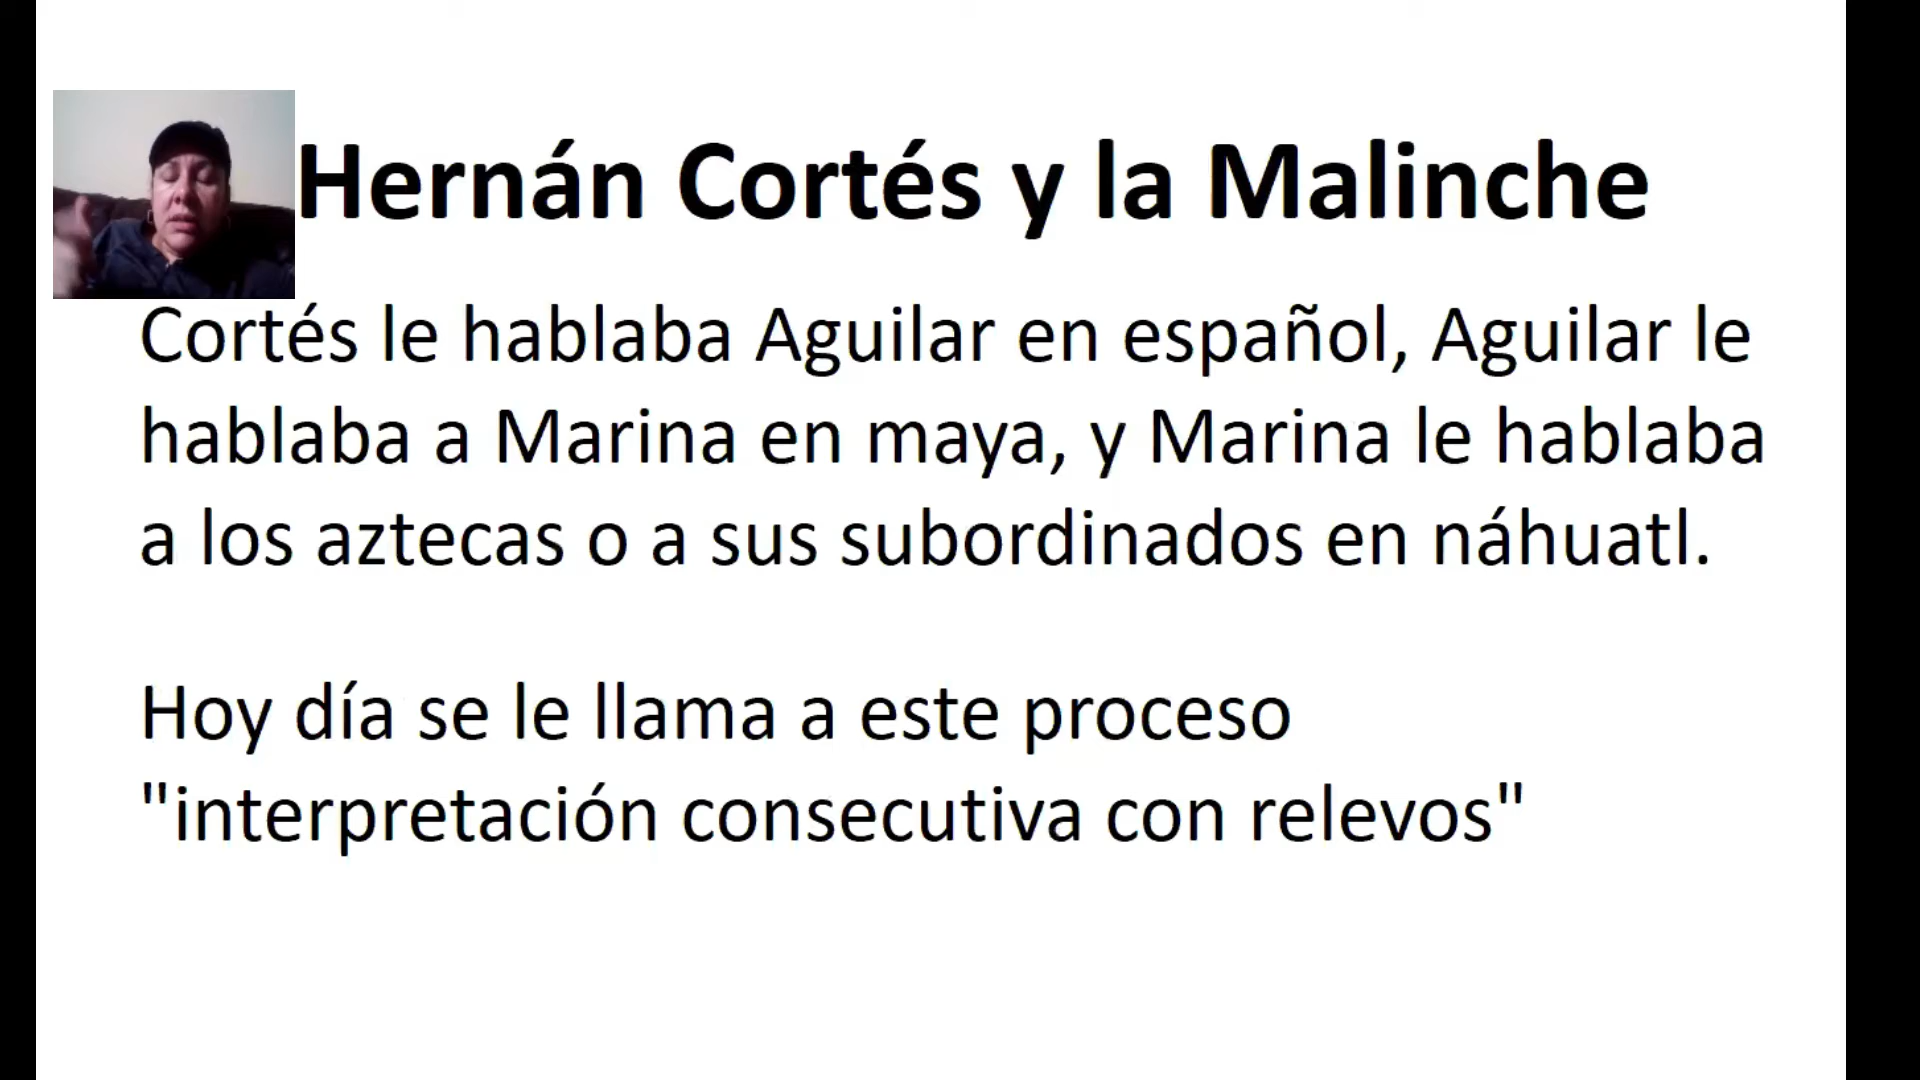 Hernán Cortés y la Malinche
Cortés le hablaba Aguilar en español, Aguilar le
hablaba a Marina en maya, y Marina le hablaba
a los aztecas o a sus subordinados en náhuatl.
Hoy día se le llama a este proceso
"interpretación consecutiva con relevos"